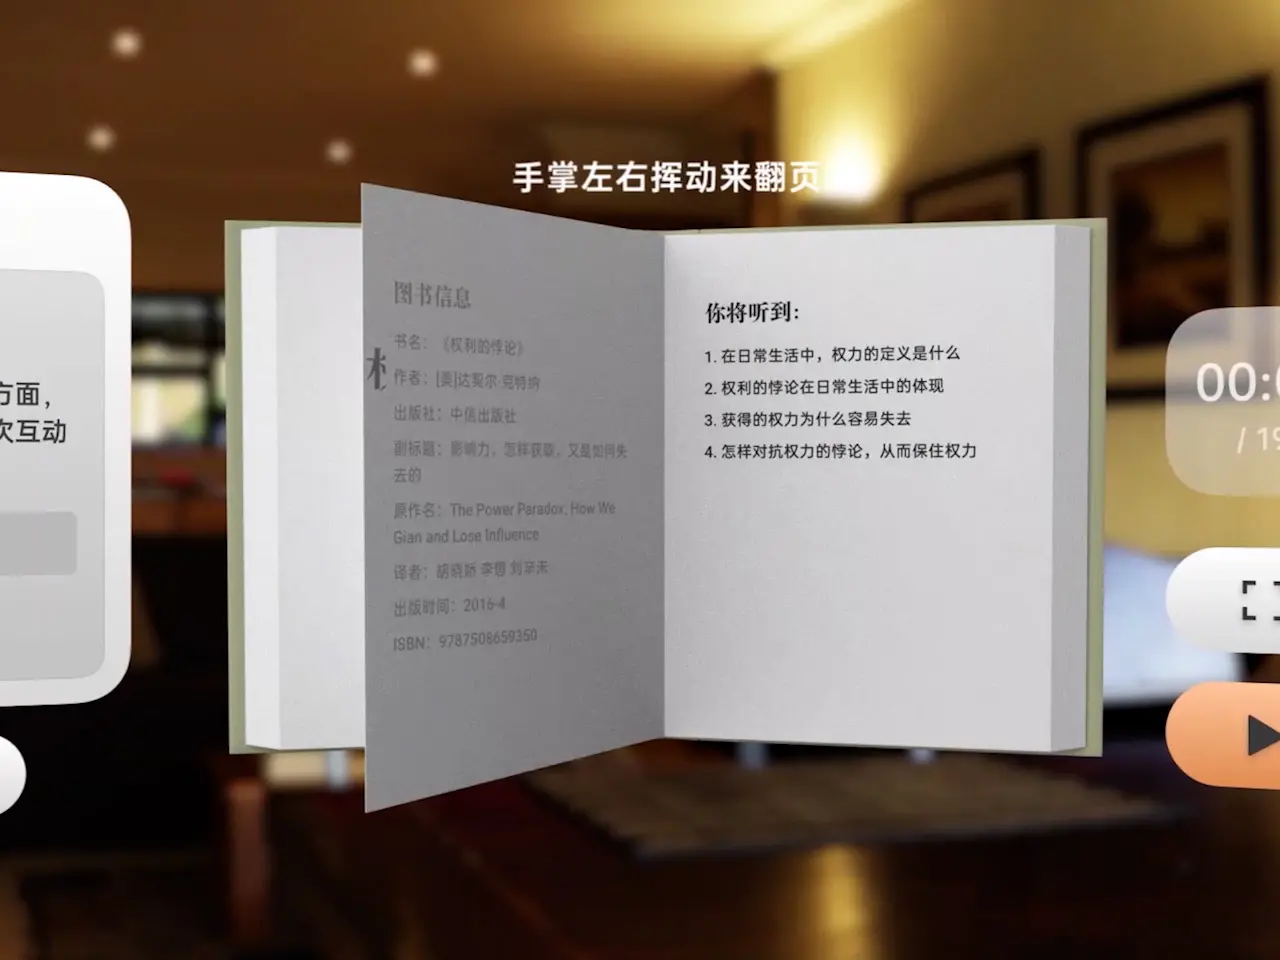 手掌左右挥动来翻页
方面，
次互动
图书信息
书名：《权利的悖论》
作者：[美]达契尔·克特纳
出版社：中信出版社
副标题：影响力，怎样获取，又是如何失
去的
原作名：The Power Paradox: How We
Gian and Lose Influence
译者：胡晓姣 李想 刘辛未
出版时间：2016-4
ISBN：9787508659350
你将听到：
1. 在日常生活中，权力的定义是什么
2. 权利的悖论在日常生活中的体现
3. 获得的权力为什么容易失去
4. 怎样对抗权力的悖论，从而保住权力
00:
/ 19